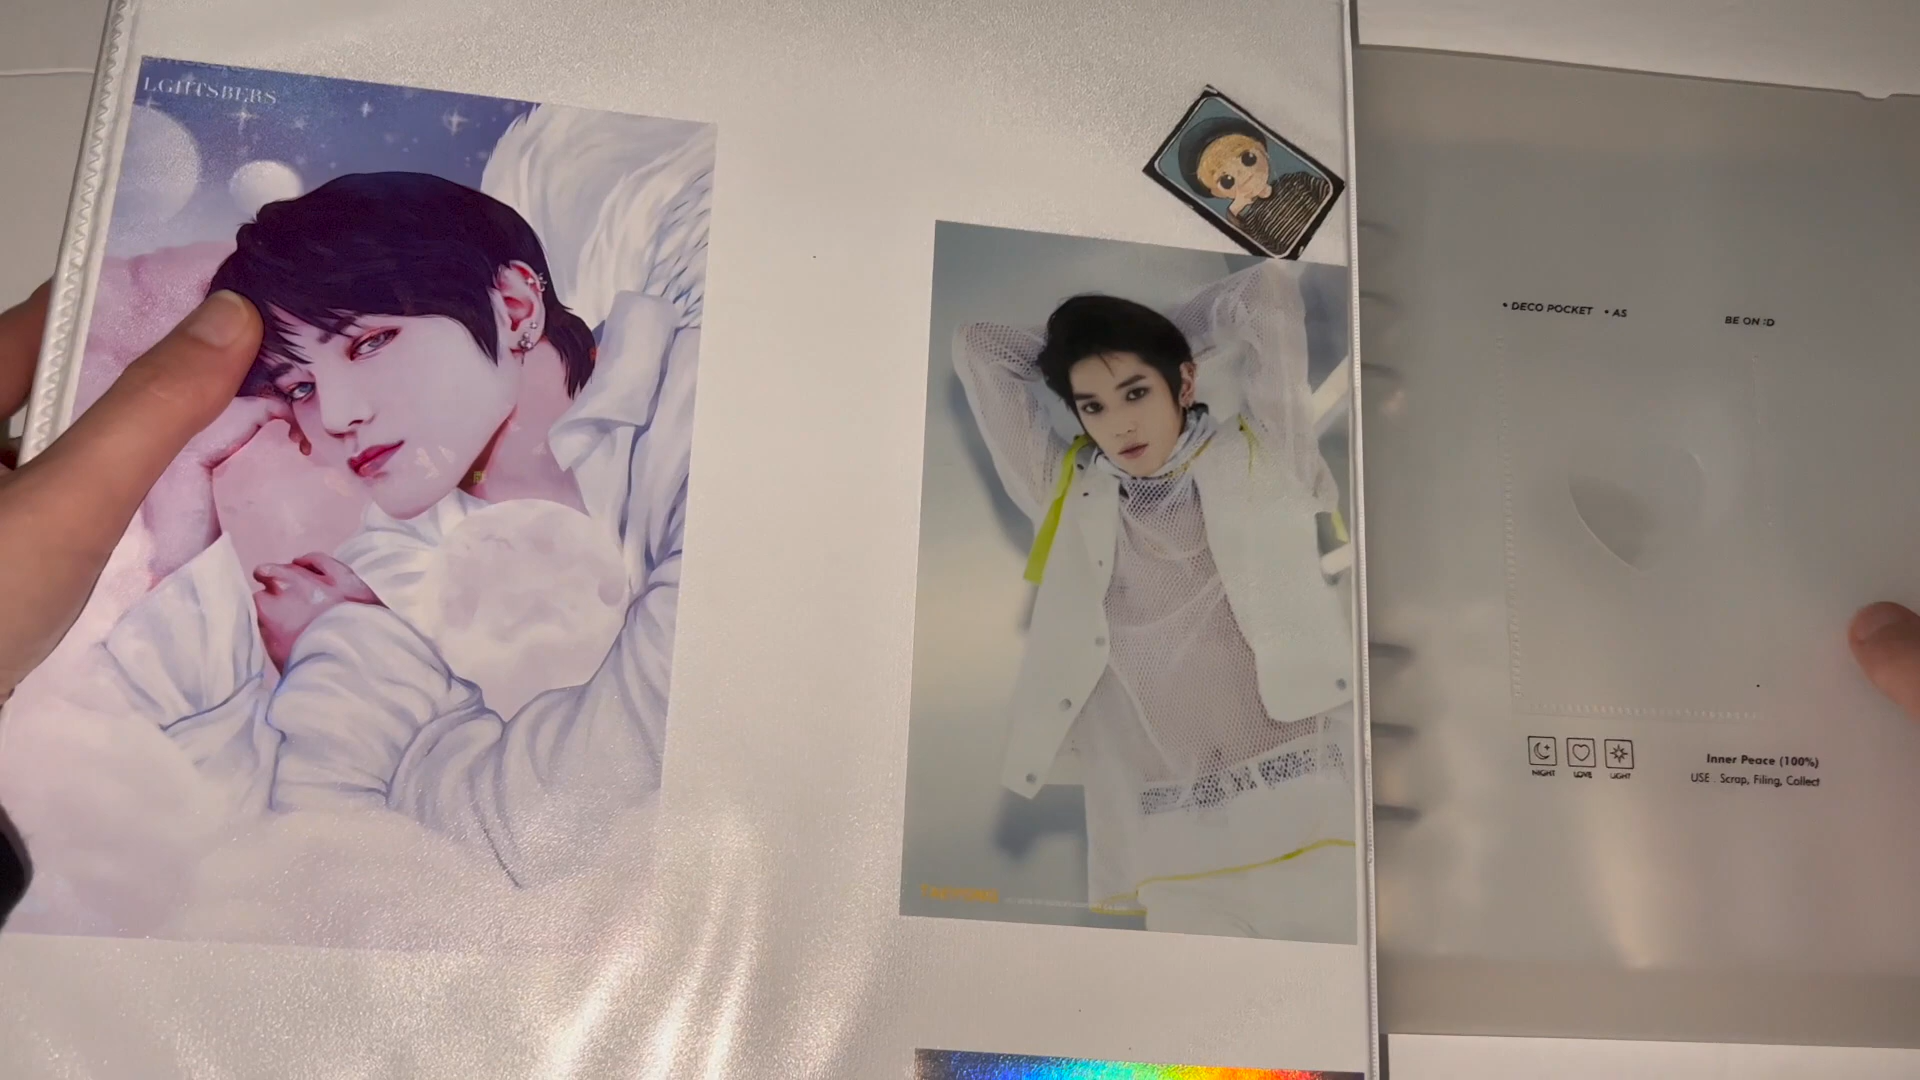 LGHTSBERS
TAEYONG
• DECO POCKET • A5
BE ON :D
NIGHT
LOVE
LIGHT
Inner Peace (100%)
USE . Scrap, Filing, Collect